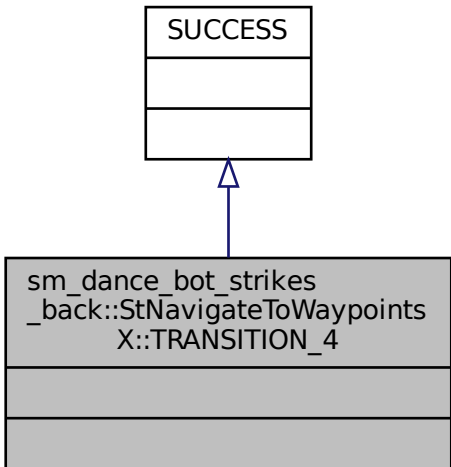 SUCCESS
sm_dance_bot_strikes
_back::StNavigateToWaypoints
X::TRANSITION_4